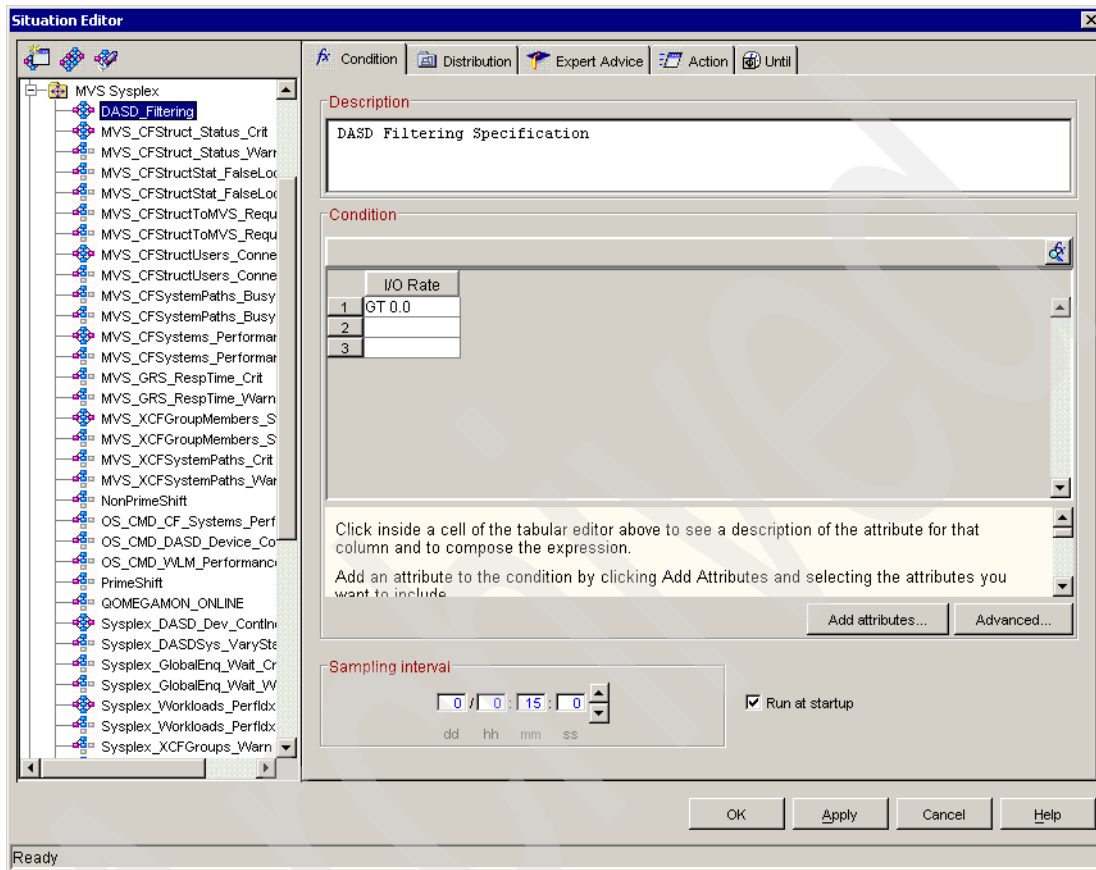 Situation Editor
MVS Sysplex
DASD_Filtering
MVS_CFStruct_Status_Crit
MVS_CFStruct_Status_Warr
MVS_CFStructStat_FalseLoc
MVS_CFStructStat_FalseLoc
MVS_CFStructToMVS_Requ
MVS_CFStructToMVS_Requ
MVS_CFStructUsers_Conne
MVS_CFStructUsers_Conne
MVS_CFSystemPaths_Busy
MVS_CFSystemPaths_Busy
MVS_CFSystems_Performar
MVS_CFSystems_Performar
MVS_GRS_RespTime_Crit
MVS_GRS_RespTime_Warn
MVS_XCFGroupMembers_S
MVS_XCFGroupMembers_S
MVS_XCFSystemPaths_Crit
MVS_XCFSystemPaths_War
NonPrimeShift
OS_CMD_CF_Systems_Perf
OS_CMD_DASD_Device_Co
OS_CMD_WLM_Performanc
PrimeShift
QOMEGAMON_ONLINE
Sysplex_DASD_Dev_ContIn
Sysplex_DASDSys_VarySta
Sysplex_GlobalEnq_Wait_Cr
Sysplex_GlobalEnq_Wait_W
Sysplex_Workloads_PerfIdx
Sysplex_Workloads_PerfIdx
Sysplex_XCFGroups_Warn
fx Condition Distribution Expert Advice Action Until
Description
DASD Filtering Specification
Condition
I/O Rate
1 GT 0.0
2
3
Click inside a cell of the tabular editor above to see a description of the attribute for that
column and to compose the expression.
Add an attribute to the condition by clicking Add Attributes and selecting the attributes you
want to include
Add attributes... Advanced...
Sampling interval
0 / 0 : 15 : 0
dd hh mm ss
Run at startup
OK Apply Cancel Help
Ready